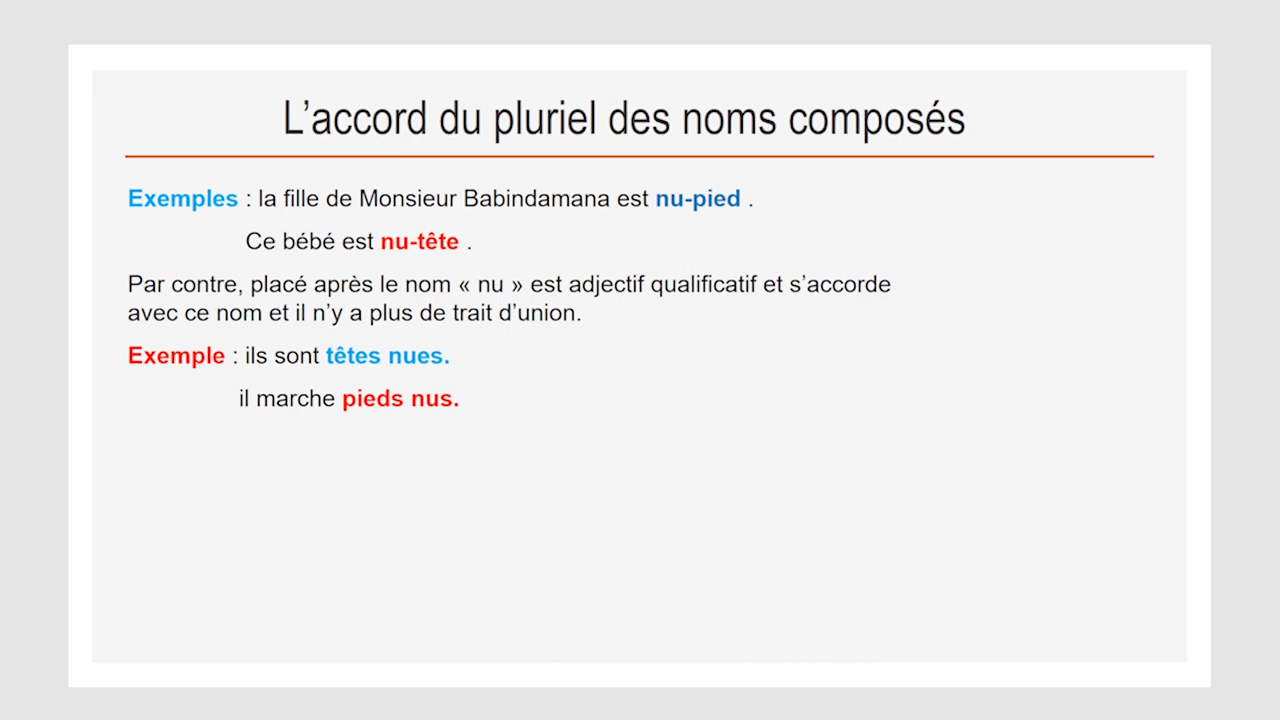 L’accord du pluriel des noms composés
Exemples : la fille de Monsieur Babindamana est nu-pied .
Ce bébé est nu-tête .
Par contre, placé après le nom « nu » est adjectif qualificatif et s’accorde
avec ce nom et il n’y a plus de trait d’union.
Exemple : ils sont têtes nues.
il marche pieds nus.